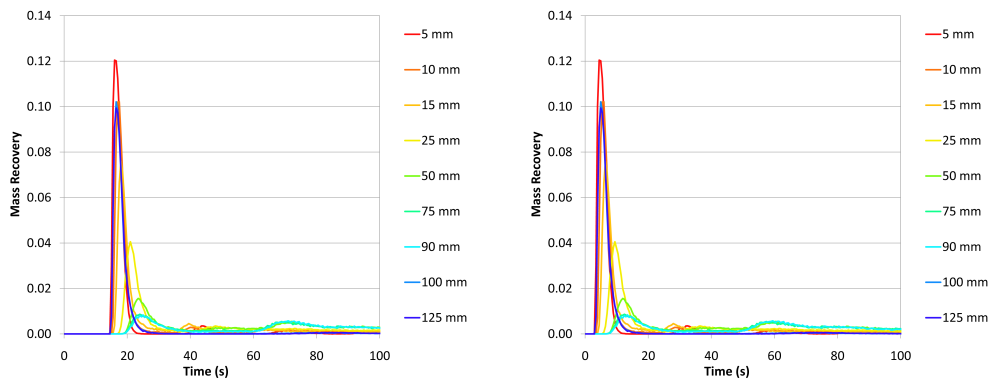 0.14
0.12
0.10
0.08
0.06
0.04
0.02
0.00
Mass Recovery
0 20 40 60 80 100
Time (s)
5 mm
10 mm
15 mm
25 mm
50 mm
75 mm
90 mm
100 mm
125 mm
0.14
0.12
0.10
0.08
0.06
0.04
0.02
0.00
Mass Recovery
0 20 40 60 80 100
Time (s)
5 mm
10 mm
15 mm
25 mm
50 mm
75 mm
90 mm
100 mm
125 mm